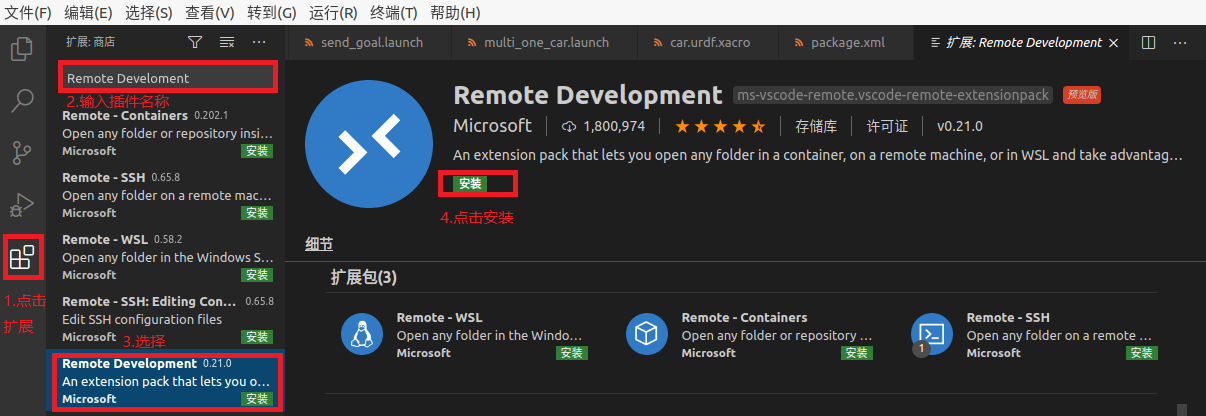 文件(F) 编辑(E) 选择(S) 查看(V) 转到(G) 运行(R) 终端(T) 帮助(H)
扩展: 商店
send_goal.launch
multi_one_car.launch
car.urdf.xacro
package.xml
扩展: Remote Development
Remote Develoment
2.输入插件名称
Remote - Containers 0.202.1
Open any folder or repository insi...
Microsoft 安装
Remote - SSH 0.65.8
Open any folder on a remote mac...
Microsoft 安装
Remote - WSL 0.58.2
Open any folder in the Windows S...
Microsoft 安装
Remote - SSH: Editing Con... 0.65.8
Edit SSH configuration files
Microsoft 安装
3.选择
Remote Development 0.21.0
An extension pack that lets you o...
Microsoft 安装
1.点击
扩展
Remote Development ms-vscode-remote.vscode-remote-extensionpack 预览版
Microsoft 1,800,974 存储库 许可证 v0.21.0
An extension pack that lets you open any folder in a container, on a remote machine, or in WSL and take advantag...
安装
4.点击安装
细节
扩展包(3)
Remote - WSL
Open any folder in the Windo...
Microsoft 安装
Remote - Containers
Open any folder or repository ...
Microsoft 安装
Remote - SSH
Open any folder on a remote ...
1
Microsoft 安装